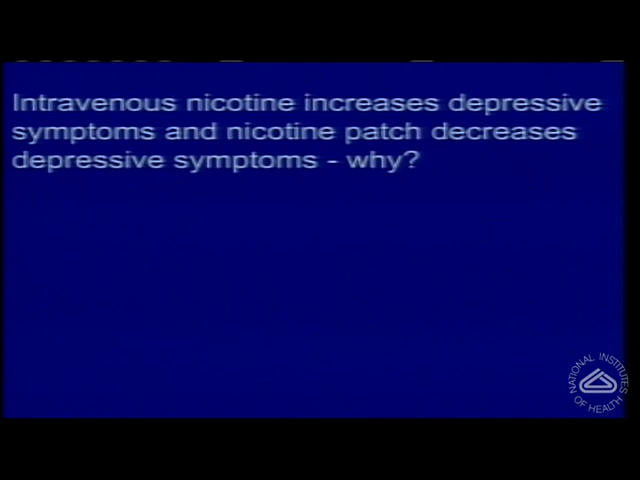 Intravenous nicotine increases depressive
symptoms and nicotine patch decreases
depressive symptoms - why?
NATIONAL INSTITUTES
OF HEALTH